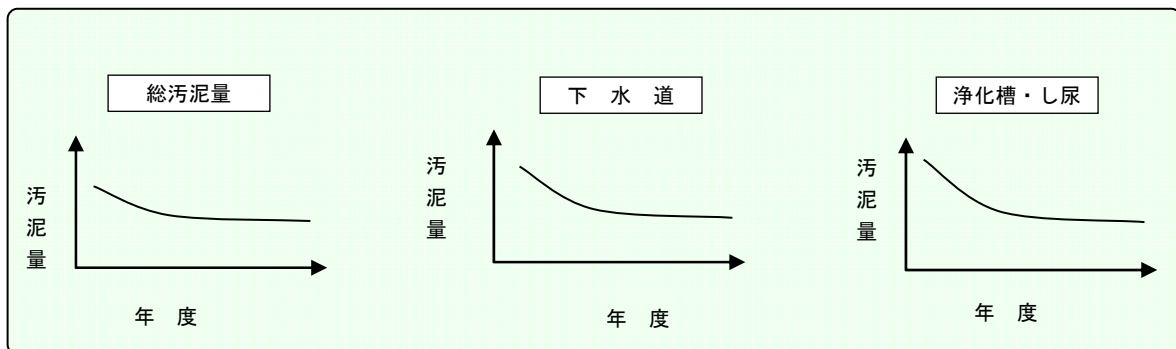 総汚泥量
汚泥量
年 度
下 水 道
汚泥量
年 度
浄化槽・し尿
汚泥量
年 度